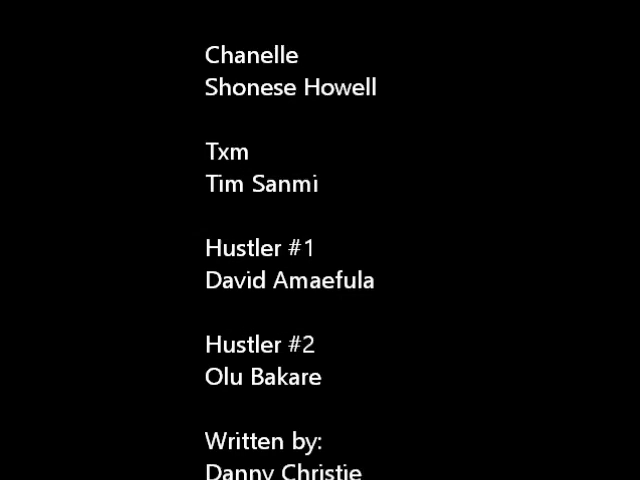 Chanelle
Shonese Howell
Txm
Tim Sanmi
Hustler #1
David Amaefula
Hustler #2
Olu Bakare
Written by:
Danny Christie